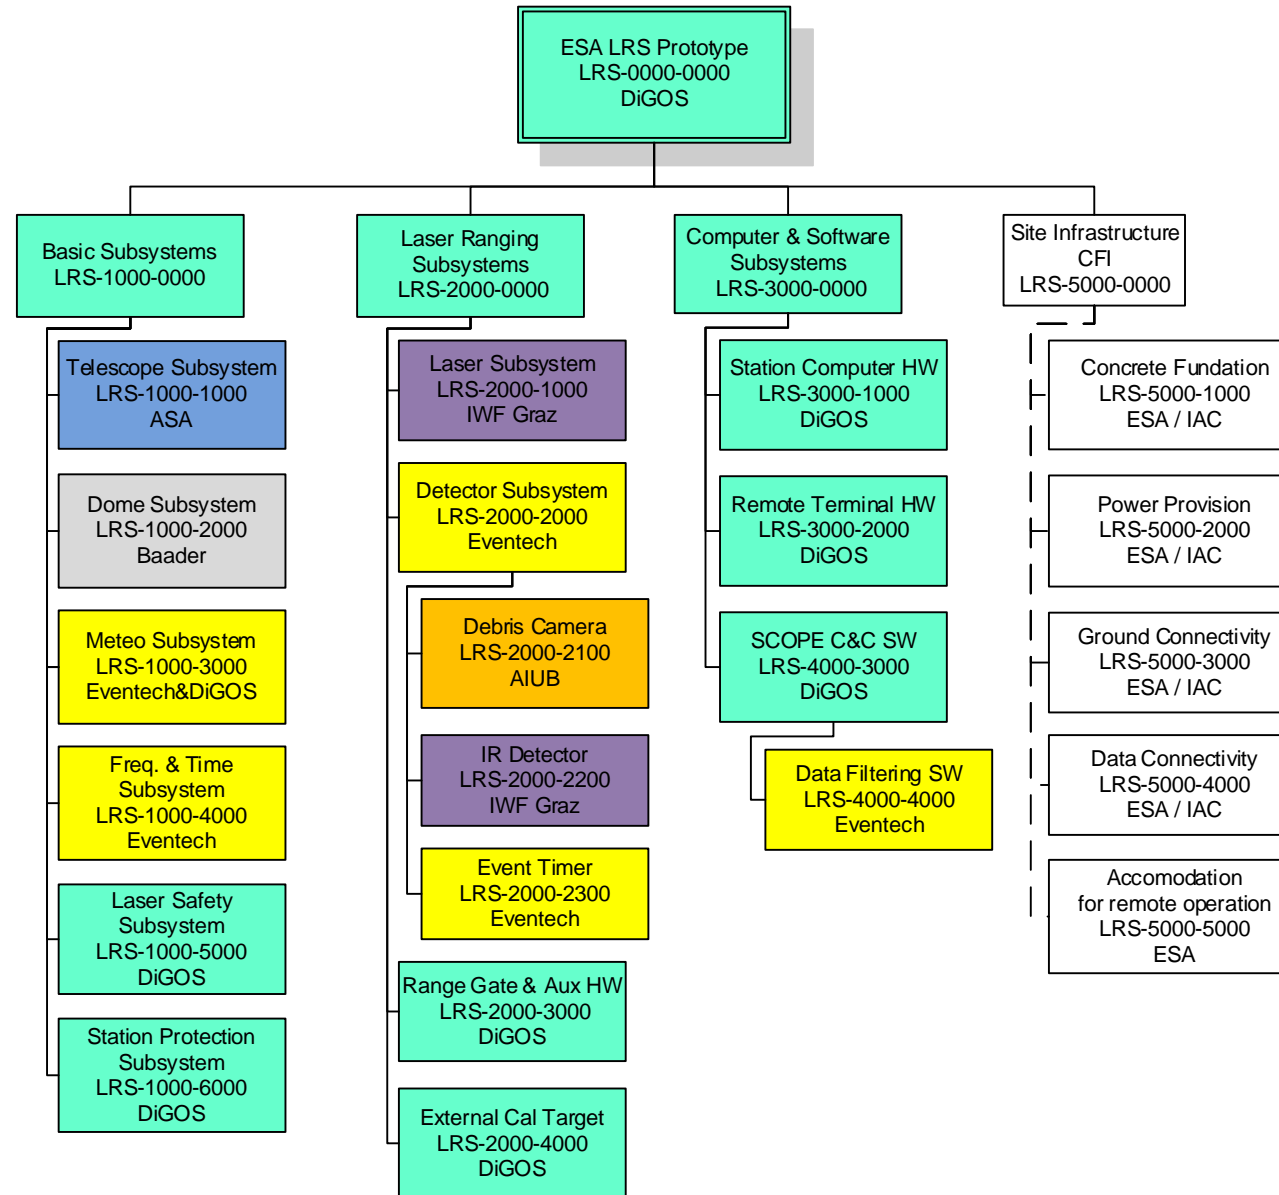 ESA LRS Prototype
LRS-0000-0000
DiGOS
Basic Subsystems
LRS-1000-0000
Laser Ranging
Subsystems
LRS-2000-0000
Computer & Software
Subsystems
LRS-3000-0000
Site Infrastructure
CFI
LRS-5000-0000
Telescope Subsystem
LRS-1000-1000
ASA
Dome Subsystem
LRS-1000-2000
Baader
Meteo Subsystem
LRS-1000-3000
Eventech&DiGOS
Freq. & Time
Subsystem
LRS-1000-4000
Eventech
Laser Safety
Subsystem
LRS-1000-5000
DiGOS
Station Protection
Subsystem
LRS-1000-6000
DiGOS
Laser Subsystem
LRS-2000-1000
IWF Graz
Detector Subsystem
LRS-2000-2000
Eventech
Debris Camera
LRS-2000-2100
AIUB
IR Detector
LRS-2000-2200
IWF Graz
Event Timer
LRS-2000-2300
Eventech
Range Gate & Aux HW
LRS-2000-3000
DiGOS
External Cal Target
LRS-2000-4000
DiGOS
Station Computer HW
LRS-3000-1000
DiGOS
Remote Terminal HW
LRS-3000-2000
DiGOS
SCOPE C&C SW
LRS-4000-3000
DiGOS
Data Filtering SW
LRS-4000-4000
Eventech
Concrete Fundation
LRS-5000-1000
ESA / IAC
Power Provision
LRS-5000-2000
ESA / IAC
Ground Connectivity
LRS-5000-3000
ESA / IAC
Data Connectivity
LRS-5000-4000
ESA / IAC
Accomodation
for remote operation
LRS-5000-5000
ESA